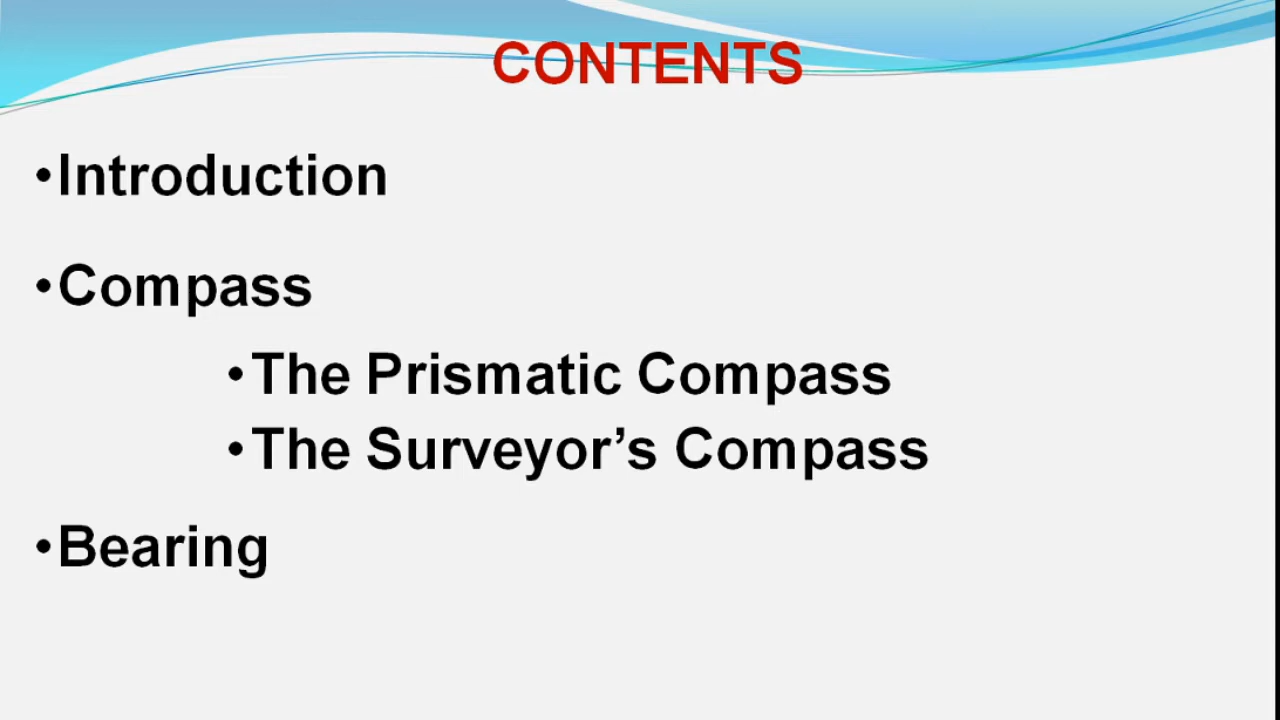 CONTENTS
•Introduction
•Compass
•The Prismatic Compass
•The Surveyor’s Compass
•Bearing